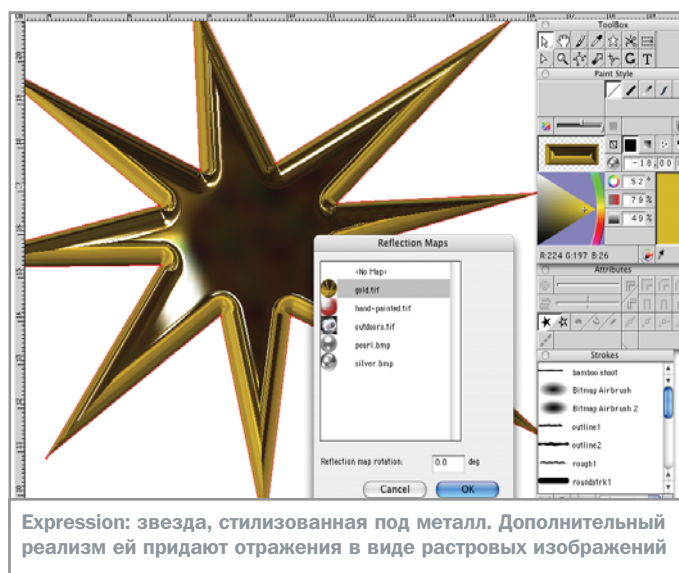 ToolBox
Paint Style
-18,00
52°
79%
49%
R:224 G:197 B:26
Attributes
Reflection Maps
<No Map>
gold.tif
hand-painted.tif
outdoors.tif
pearl.bmp
silver.bmp
Reflection map rotation: 0.0 deg
Cancel OK
Strokes
bamboo shoot
Bitmap Airbrush
Bitmap Airbrush 2
outline1
outline2
rough1
roundstrk1
Expression: звезда, стилизованная под металл. Дополнительный
реализм ей придают отражения в виде растровых изображений